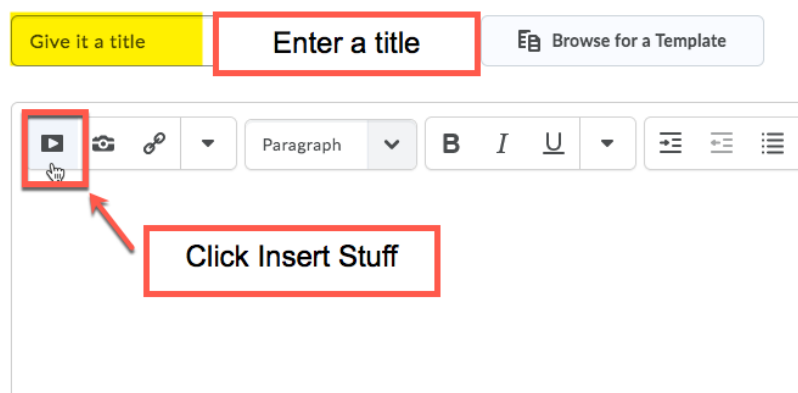 Give it a title
Enter a title
Browse for a Template
Paragraph
B I U
Click Insert Stuff